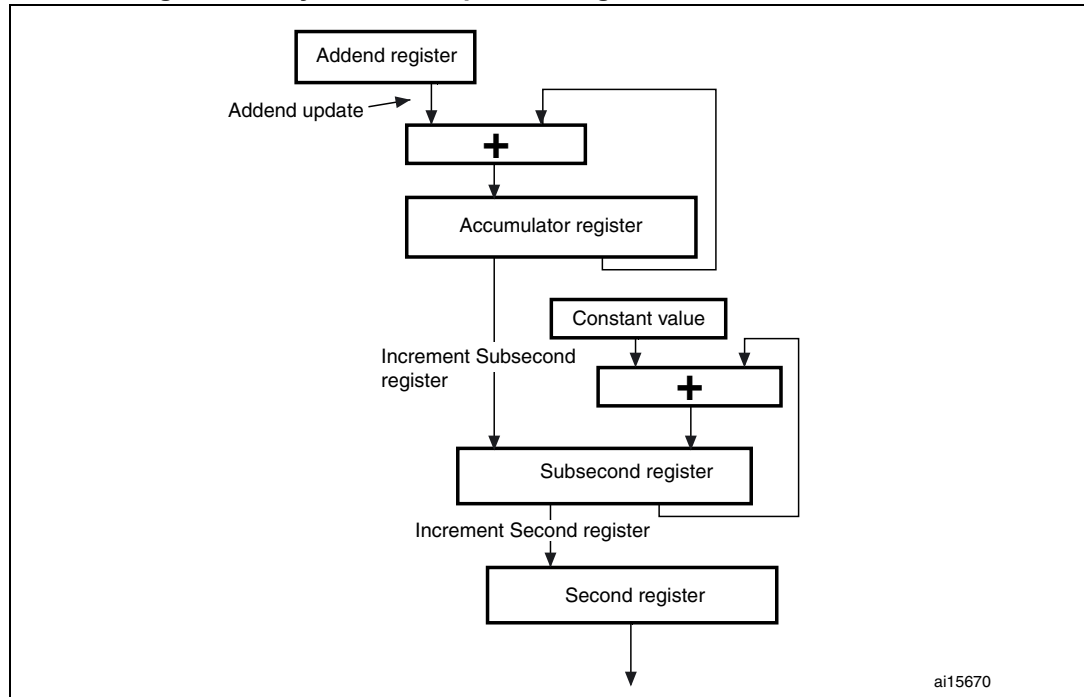 Addend register
Addend update
+
Accumulator register
Constant value
Increment Subsecond
register
+
Subsecond register
Increment Second register
Second register
ai15670